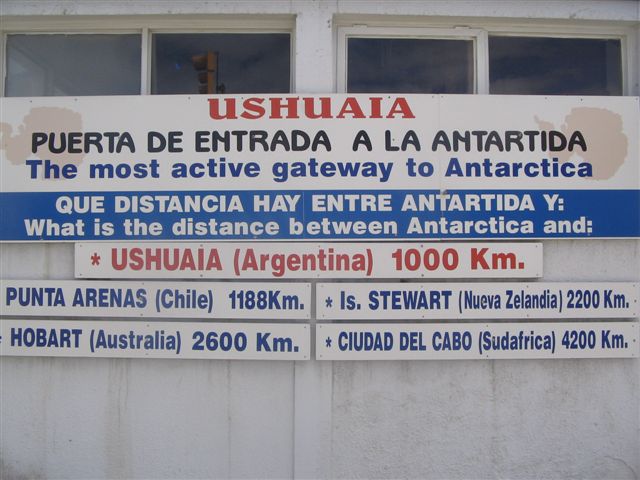 USHUAIA
PUERTA DE ENTRADA A LA ANTARTIDA
The most active gateway to Antarctica
QUE DISTANCIA HAY ENTRE ANTARTIDA Y:
What is the distance between Antarctica and:
* USHUAIA (Argentina) 1000 Km.
PUNTA ARENAS (Chile) 1188Km.
* Is. STEWART (Nueva Zelandia) 2200 Km.
* HOBART (Australia) 2600 Km.
* CIUDAD DEL CABO (Sudafrica) 4200 Km.